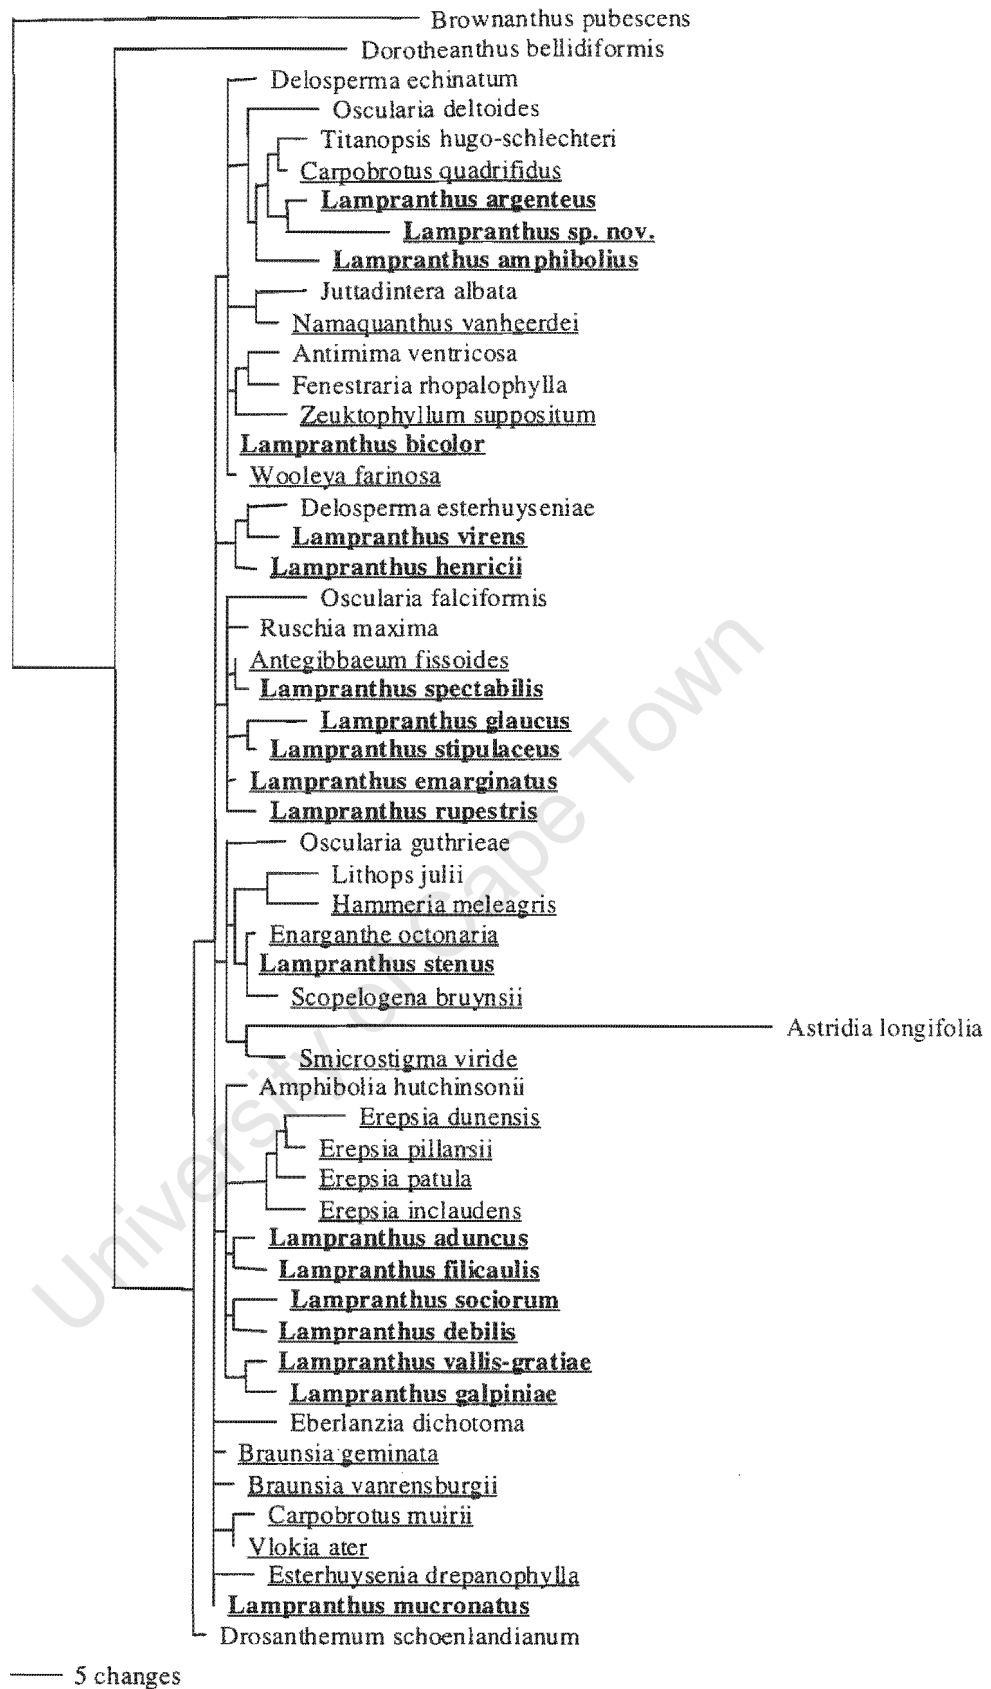 Brownanthus pubescens
Dorotheanthus bellidiformis
Delosperma echinatum
Oscularia deltoides
Titanopsis hugo-schlechteri
Carpobrotus quadrifidus
Lampranthus argenteus
Lampranthus sp. nov.
Lampranthus amphibolius
Juttadintera albata
Namaquanthus vanheerdei
Antimima ventricosa
Fenestraria rhopalophylla
Zeuktophyllum suppositum
Lampranthus bicolor
Wooleya farinosa
Delosperma esterhuyseniae
Lampranthus virens
Lampranthus henricii
Oscularia falciformis
Ruschia maxima
Antegibbaeum fissoides
Lampranthus spectabilis
Lampranthus glaucus
Lampranthus stipulaceus
Lampranthus emarginatus
Lampranthus rupestris
Oscularia guthrieae
Lithops julii
Hammeria meleagris
Enarganthe octonaria
Lampranthus stenus
Scopelogena bruynsii
Astridia longifolia
Smicrostigma viride
Amphibolia hutchinsonii
Erepsia dunensis
Erepsia pillansii
Erepsia patula
Erepsia inclaudens
Lampranthus aduncus
Lampranthus filicaulis
Lampranthus sociorum
Lampranthus debilis
Lampranthus vallis-gratiae
Lampranthus galpiniae
Eberlanzia dichotoma
Braunsia geminata
Braunsia vanrensburgii
Carpobrotus muirii
Vlokia ater
Esterhuysenia drepanophylla
Lampranthus mucronatus
Drosanthemum schoenlandianum
5 changes
University of Cape Town